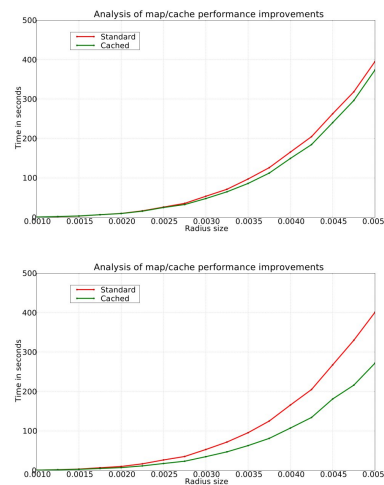 Analysis of map/cache performance improvements
500
Standard
Cached
400
300
200
100
0
Time in seconds
0.0010 0.0015 0.0020 0.0025 0.0030 0.0035 0.0040 0.0045 0.005
Radius size
Analysis of map/cache performance improvements
500
Standard
Cached
400
300
200
100
0
Time in seconds
0.0010 0.0015 0.0020 0.0025 0.0030 0.0035 0.0040 0.0045 0.005
Radius size